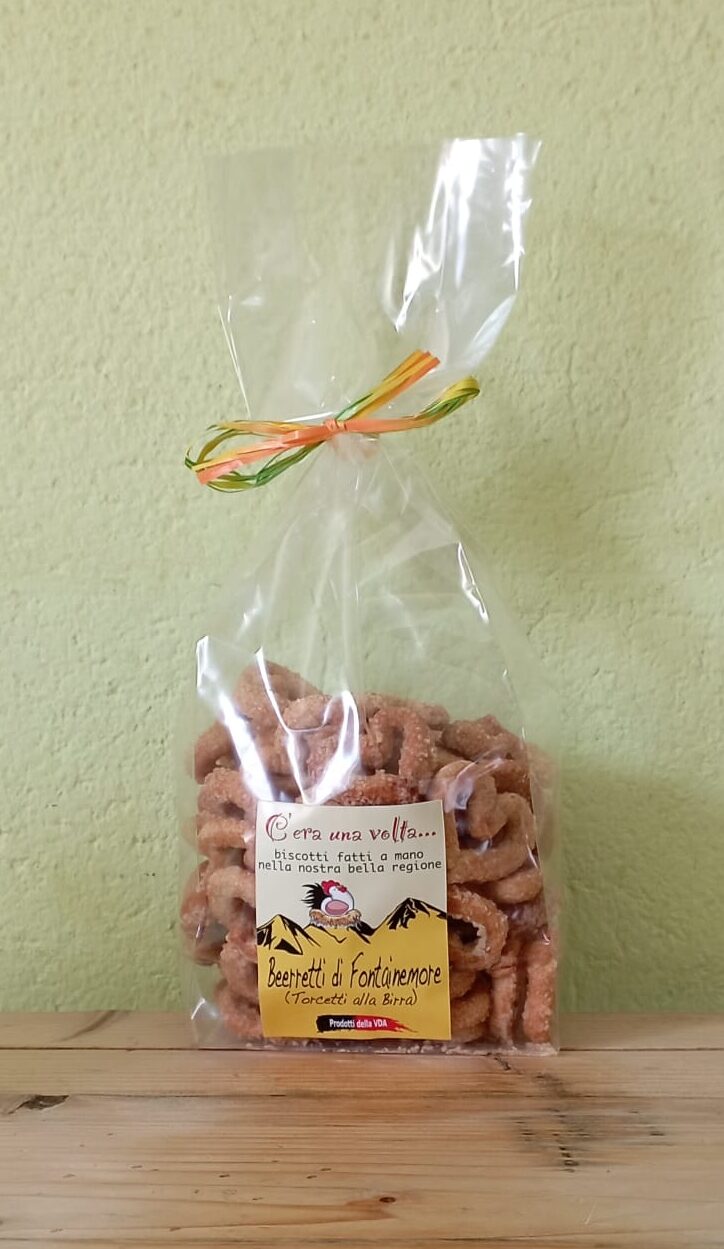 C'era una volta...
biscotti fatti a mano
nella nostra bella regione
Beerretti di Fontainemore
(Torcetti alla Birra)
Prodotti della VDA